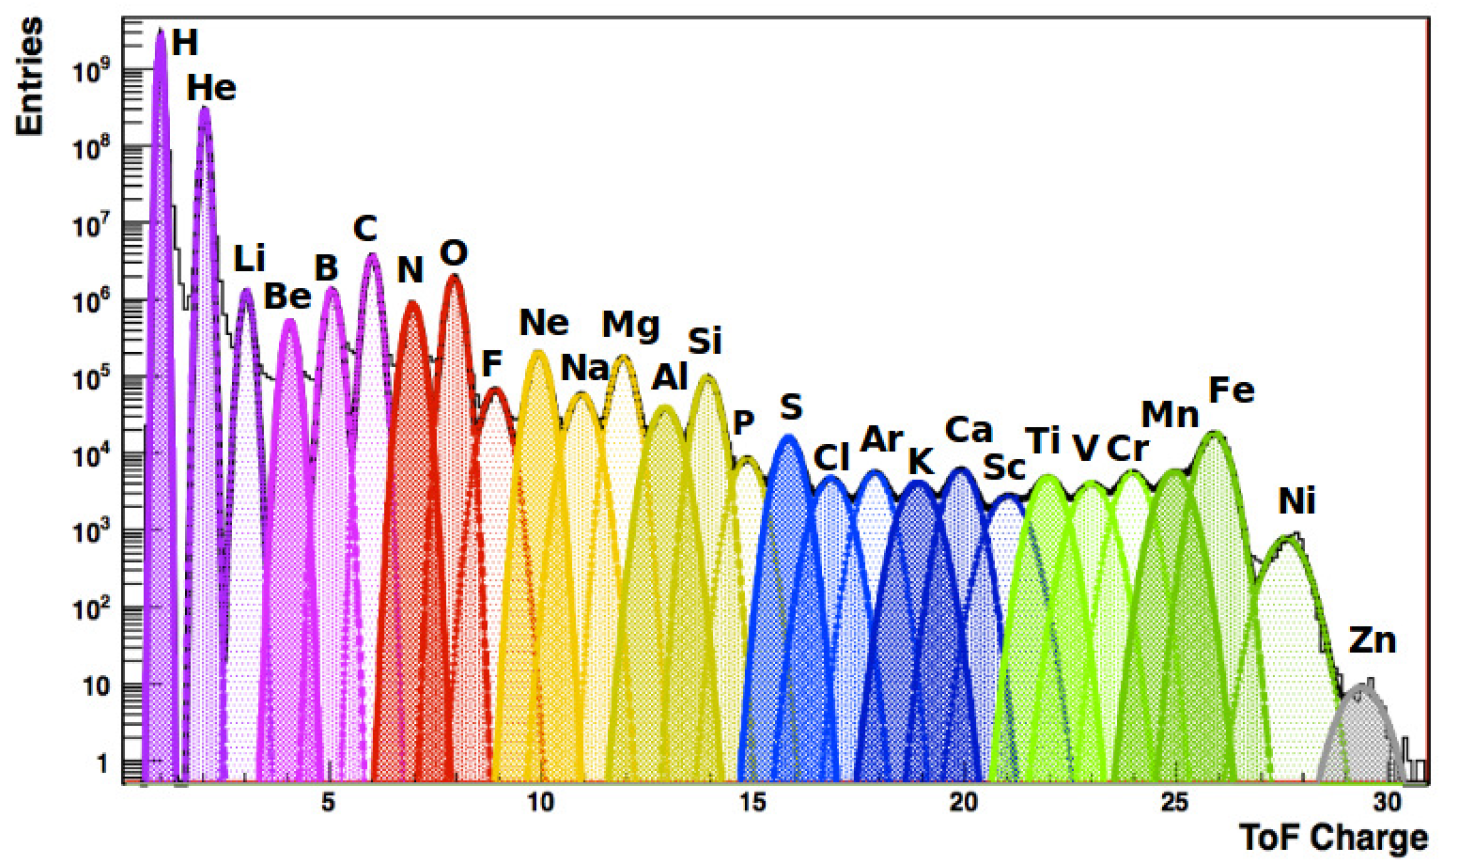 Entries
10⁹
10⁸
10⁷
10⁶
10⁵
10⁴
10³
10²
10
1
H
He
Li
Be
B
C
N
O
F
Ne
Na
Mg
Al
Si
P
S
Cl
Ar
K
Ca
Sc
Ti
V
Cr
Mn
Fe
Ni
Zn
5 10 15 20 25 30
ToF Charge